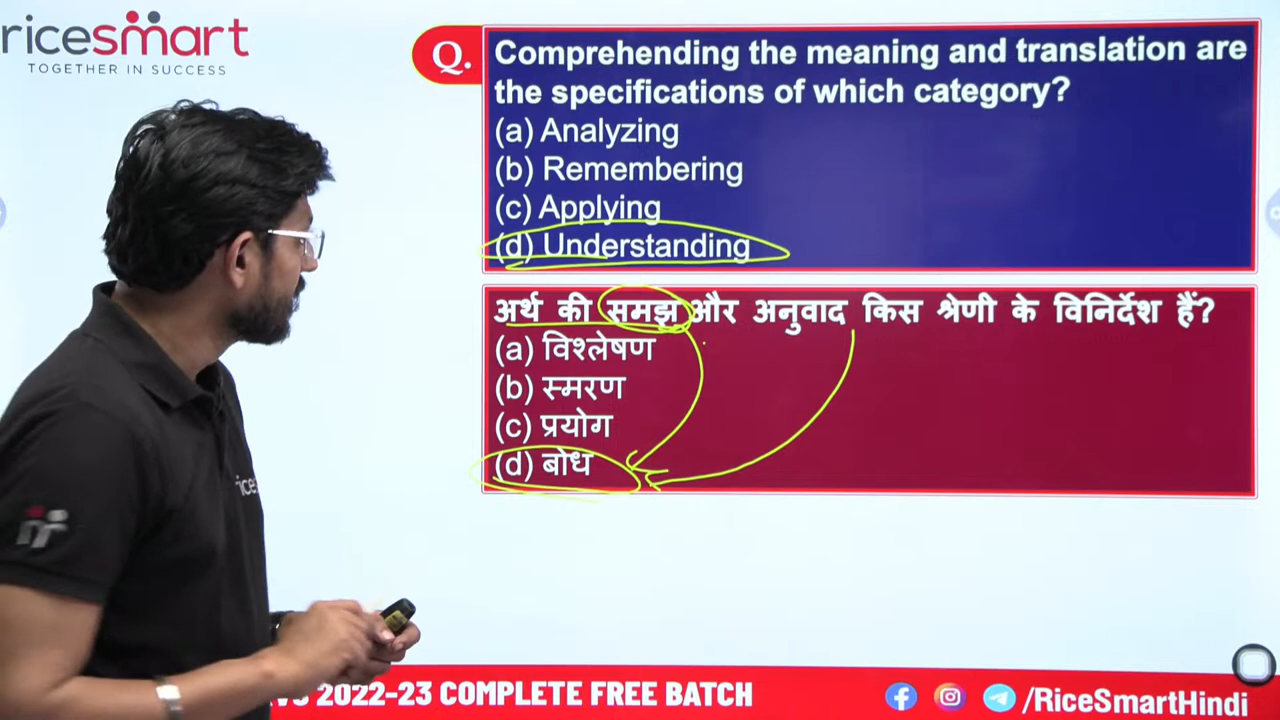 ricesmart
TOGETHER IN SUCCESS
Q.
Comprehending the meaning and translation are
the specifications of which category?
(a) Analyzing
(b) Remembering
(c) Applying
(d) Understanding
अर्थ की समझ और अनुवाद किस श्रेणी के विनिर्देश हैं?
(a) विश्लेषण
(b) स्मरण
(c) प्रयोग
(d) बोध
rices
2022-23 COMPLETE FREE BATCH
/RiceSmartHindi